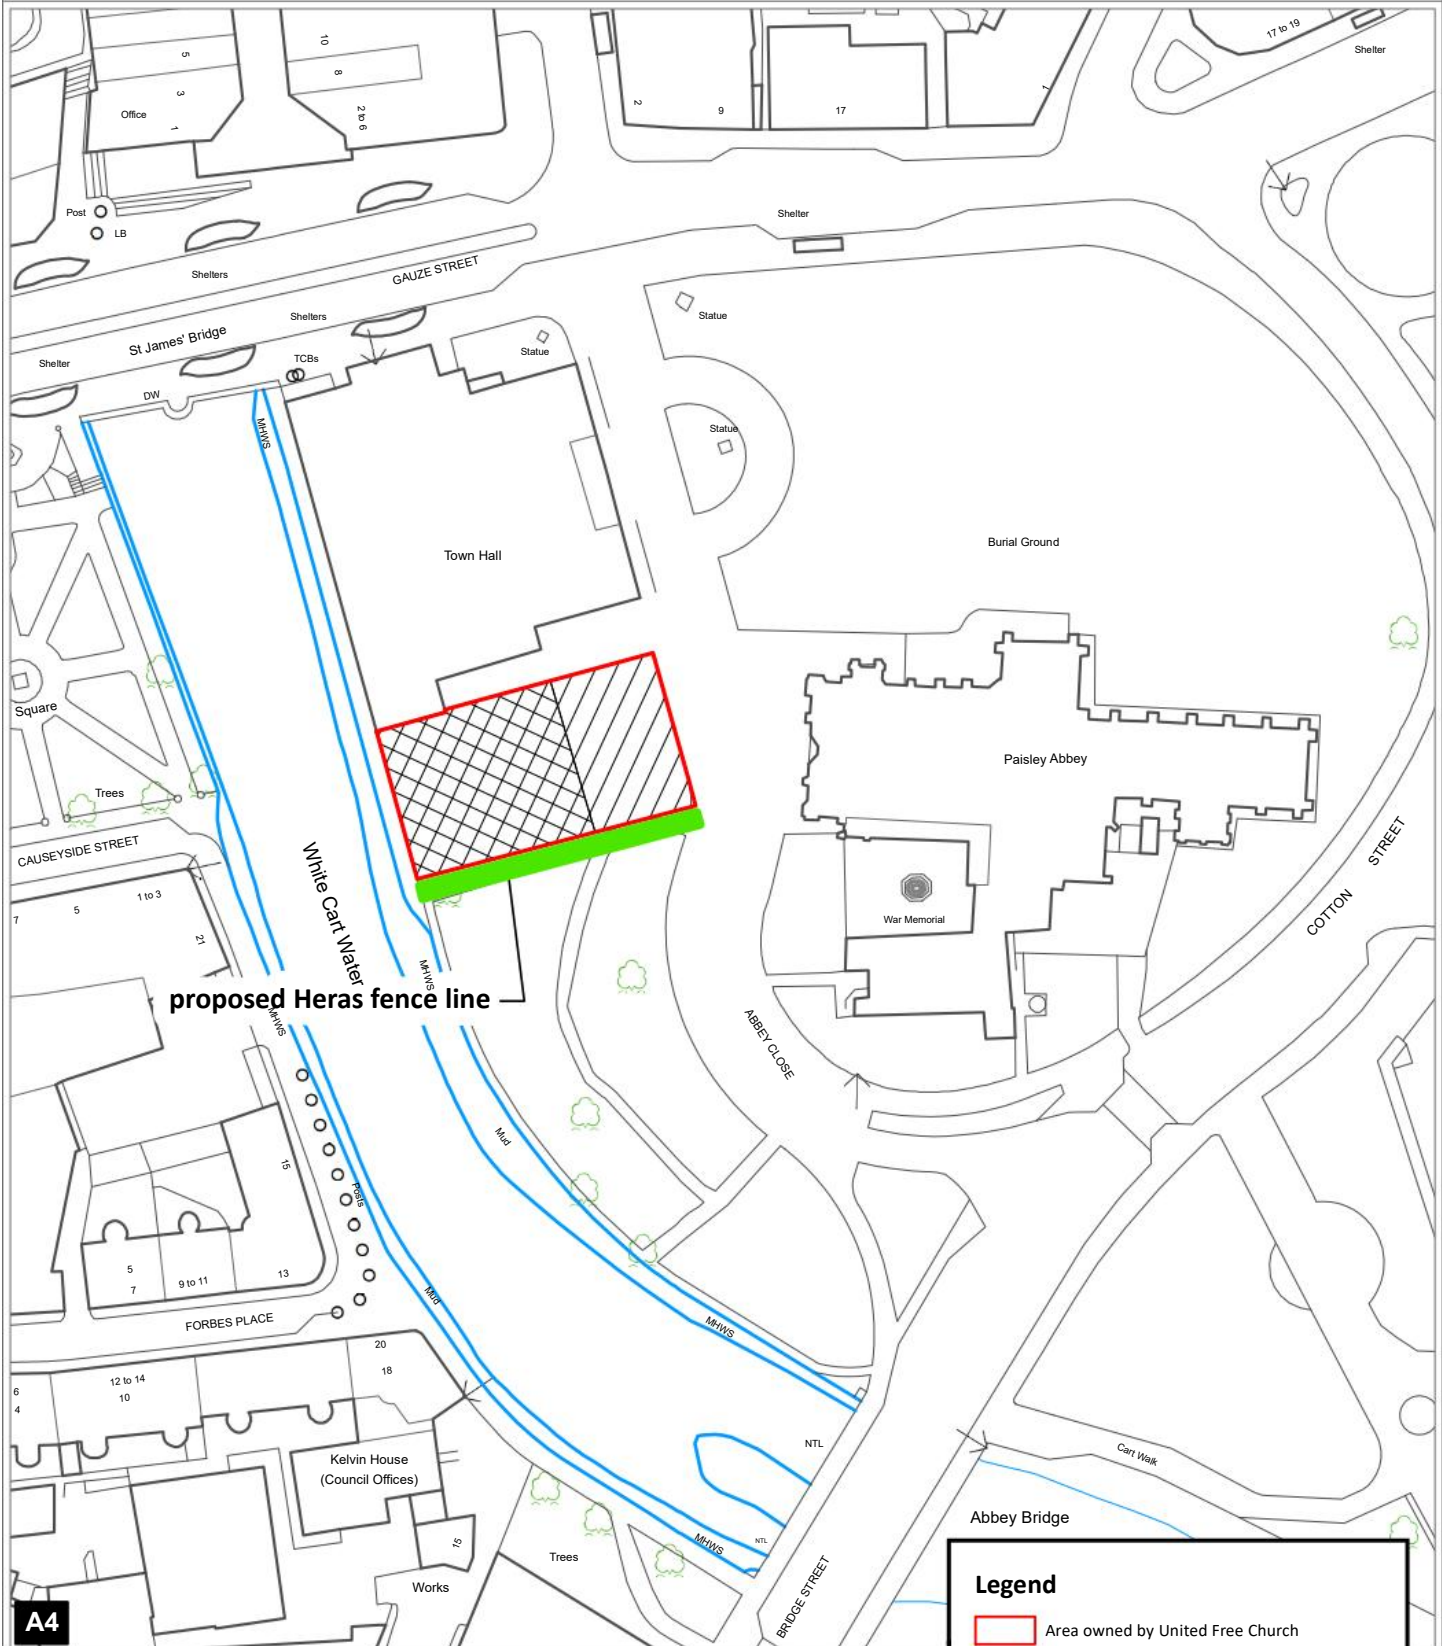 5
3
1
Office
10
8
2 to 6
2
9
17
1
17 to 19
Shelter
Post
LB
Shelters
GAUZE STREET
Shelter
Statue
Shelters
St James' Bridge
Shelter
TCBs
Statue
DW
MHWS
Statue
Town Hall
Burial Ground
Square
Trees
Paisley Abbey
CAUSEYSIDE STREET
1 to 3
5
7
21
White Cart Water
War Memorial
COTTON STREET
MHWS
proposed Heras fence line
MHWS
ABBEY CLOSE
Mud
15
Posts
5
7
9 to 11
13
Mud
FORBES PLACE
MHWS
20
18
12 to 14
10
6
4
Kelvin House
(Council Offices)
NTL
Cart Walk
Abbey Bridge
MHWS
NTL
15
Trees
Works
BRIDGE STREET
A4
Legend
Area owned by United Free Church